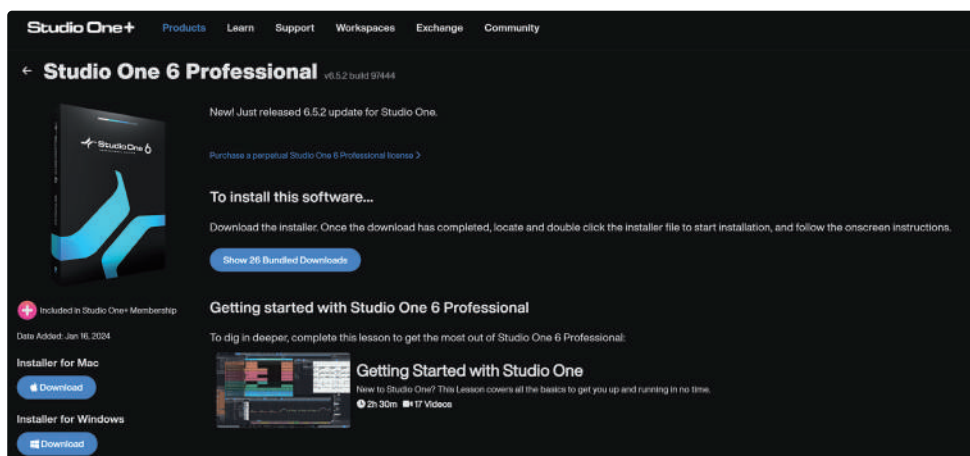 Studio One+ Products Learn Support Workspaces Exchange Community
← Studio One 6 Professional v6.5.2 build 97444
New! Just released 6.5.2 update for Studio One.
Studio One 6
Purchase a perpetual Studio One 6 Professional license >
To install this software...
Download the installer. Once the download has completed, locate and double click the installer file to start installation, and follow the onscreen instructions.
Show 26 Bundled Downloads
Included in Studio One+ Membership
Date Added: Jan 16, 2024
Installer for Mac
Download
Installer for Windows
Download
Getting started with Studio One 6 Professional
To dig in deeper, complete this lesson to get the most out of Studio One 6 Professional:
Getting Started with Studio One
New to Studio One? This Lesson covers all the basics to get you up and running in no time.
2h 30m 17 Videos